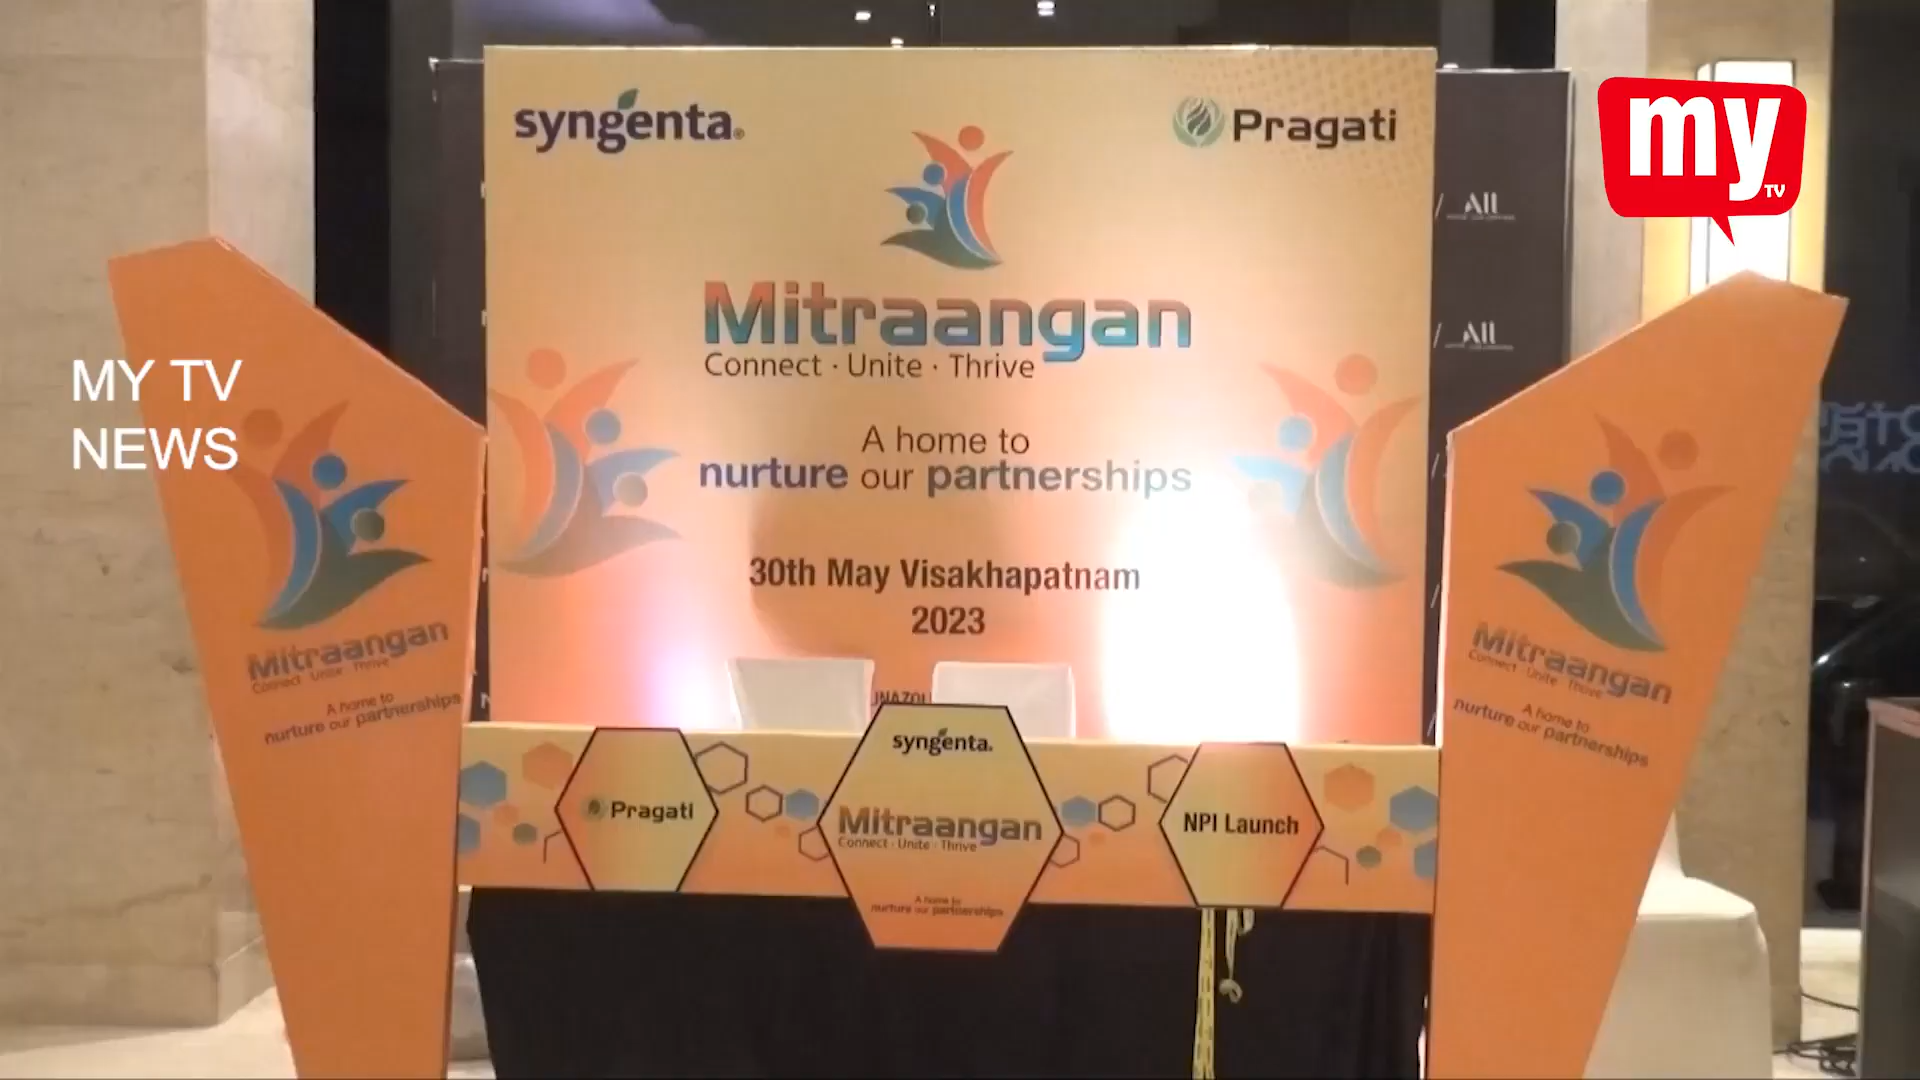 syngenta
Pragati
my
TV
All
All
Mitraangan
Connect · Unite · Thrive
A home to
nurture our partnerships
30th May Visakhapatnam
2023
MY TV
NEWS
Mitraangan
Connect · Unite · Thrive
A home to
nurture our partnerships
Mitraangan
Connect · Unite · Thrive
A home to
nurture our partnerships
Pragati
syngenta.
Mitraangan
Connect · Unite · Thrive
A home to
nurture our partnerships
NPI Launch